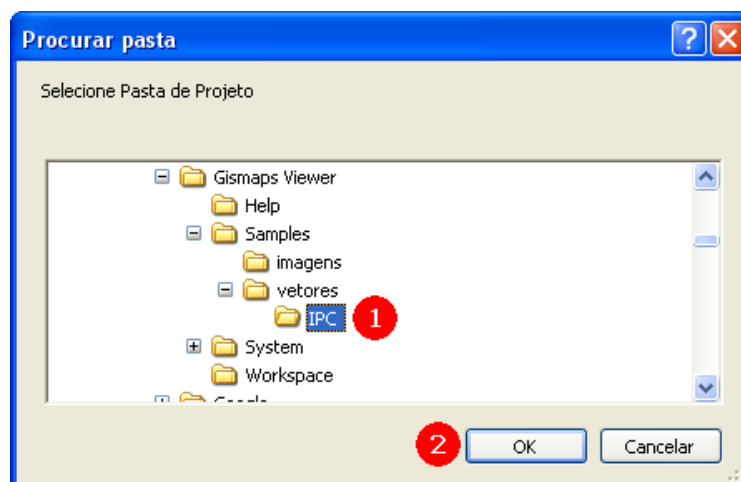 Procurar pasta
Selecione Pasta de Projeto
Gismaps Viewer
Help
Samples
imagens
vetores
IPC 1
System
Workspace
2 OK Cancelar